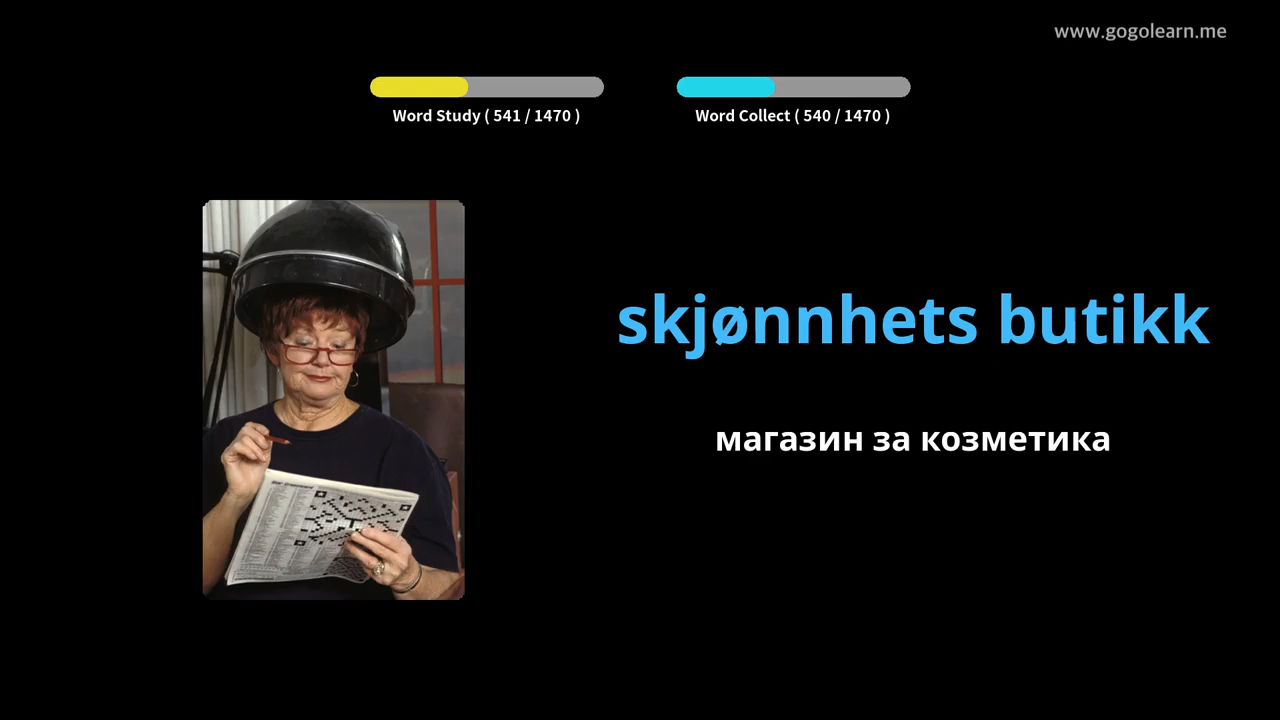 www.gogolearn.me
Word Study ( 541 / 1470 )
Word Collect ( 540 / 1470 )
skjønnhets butikk
магазин за козметика